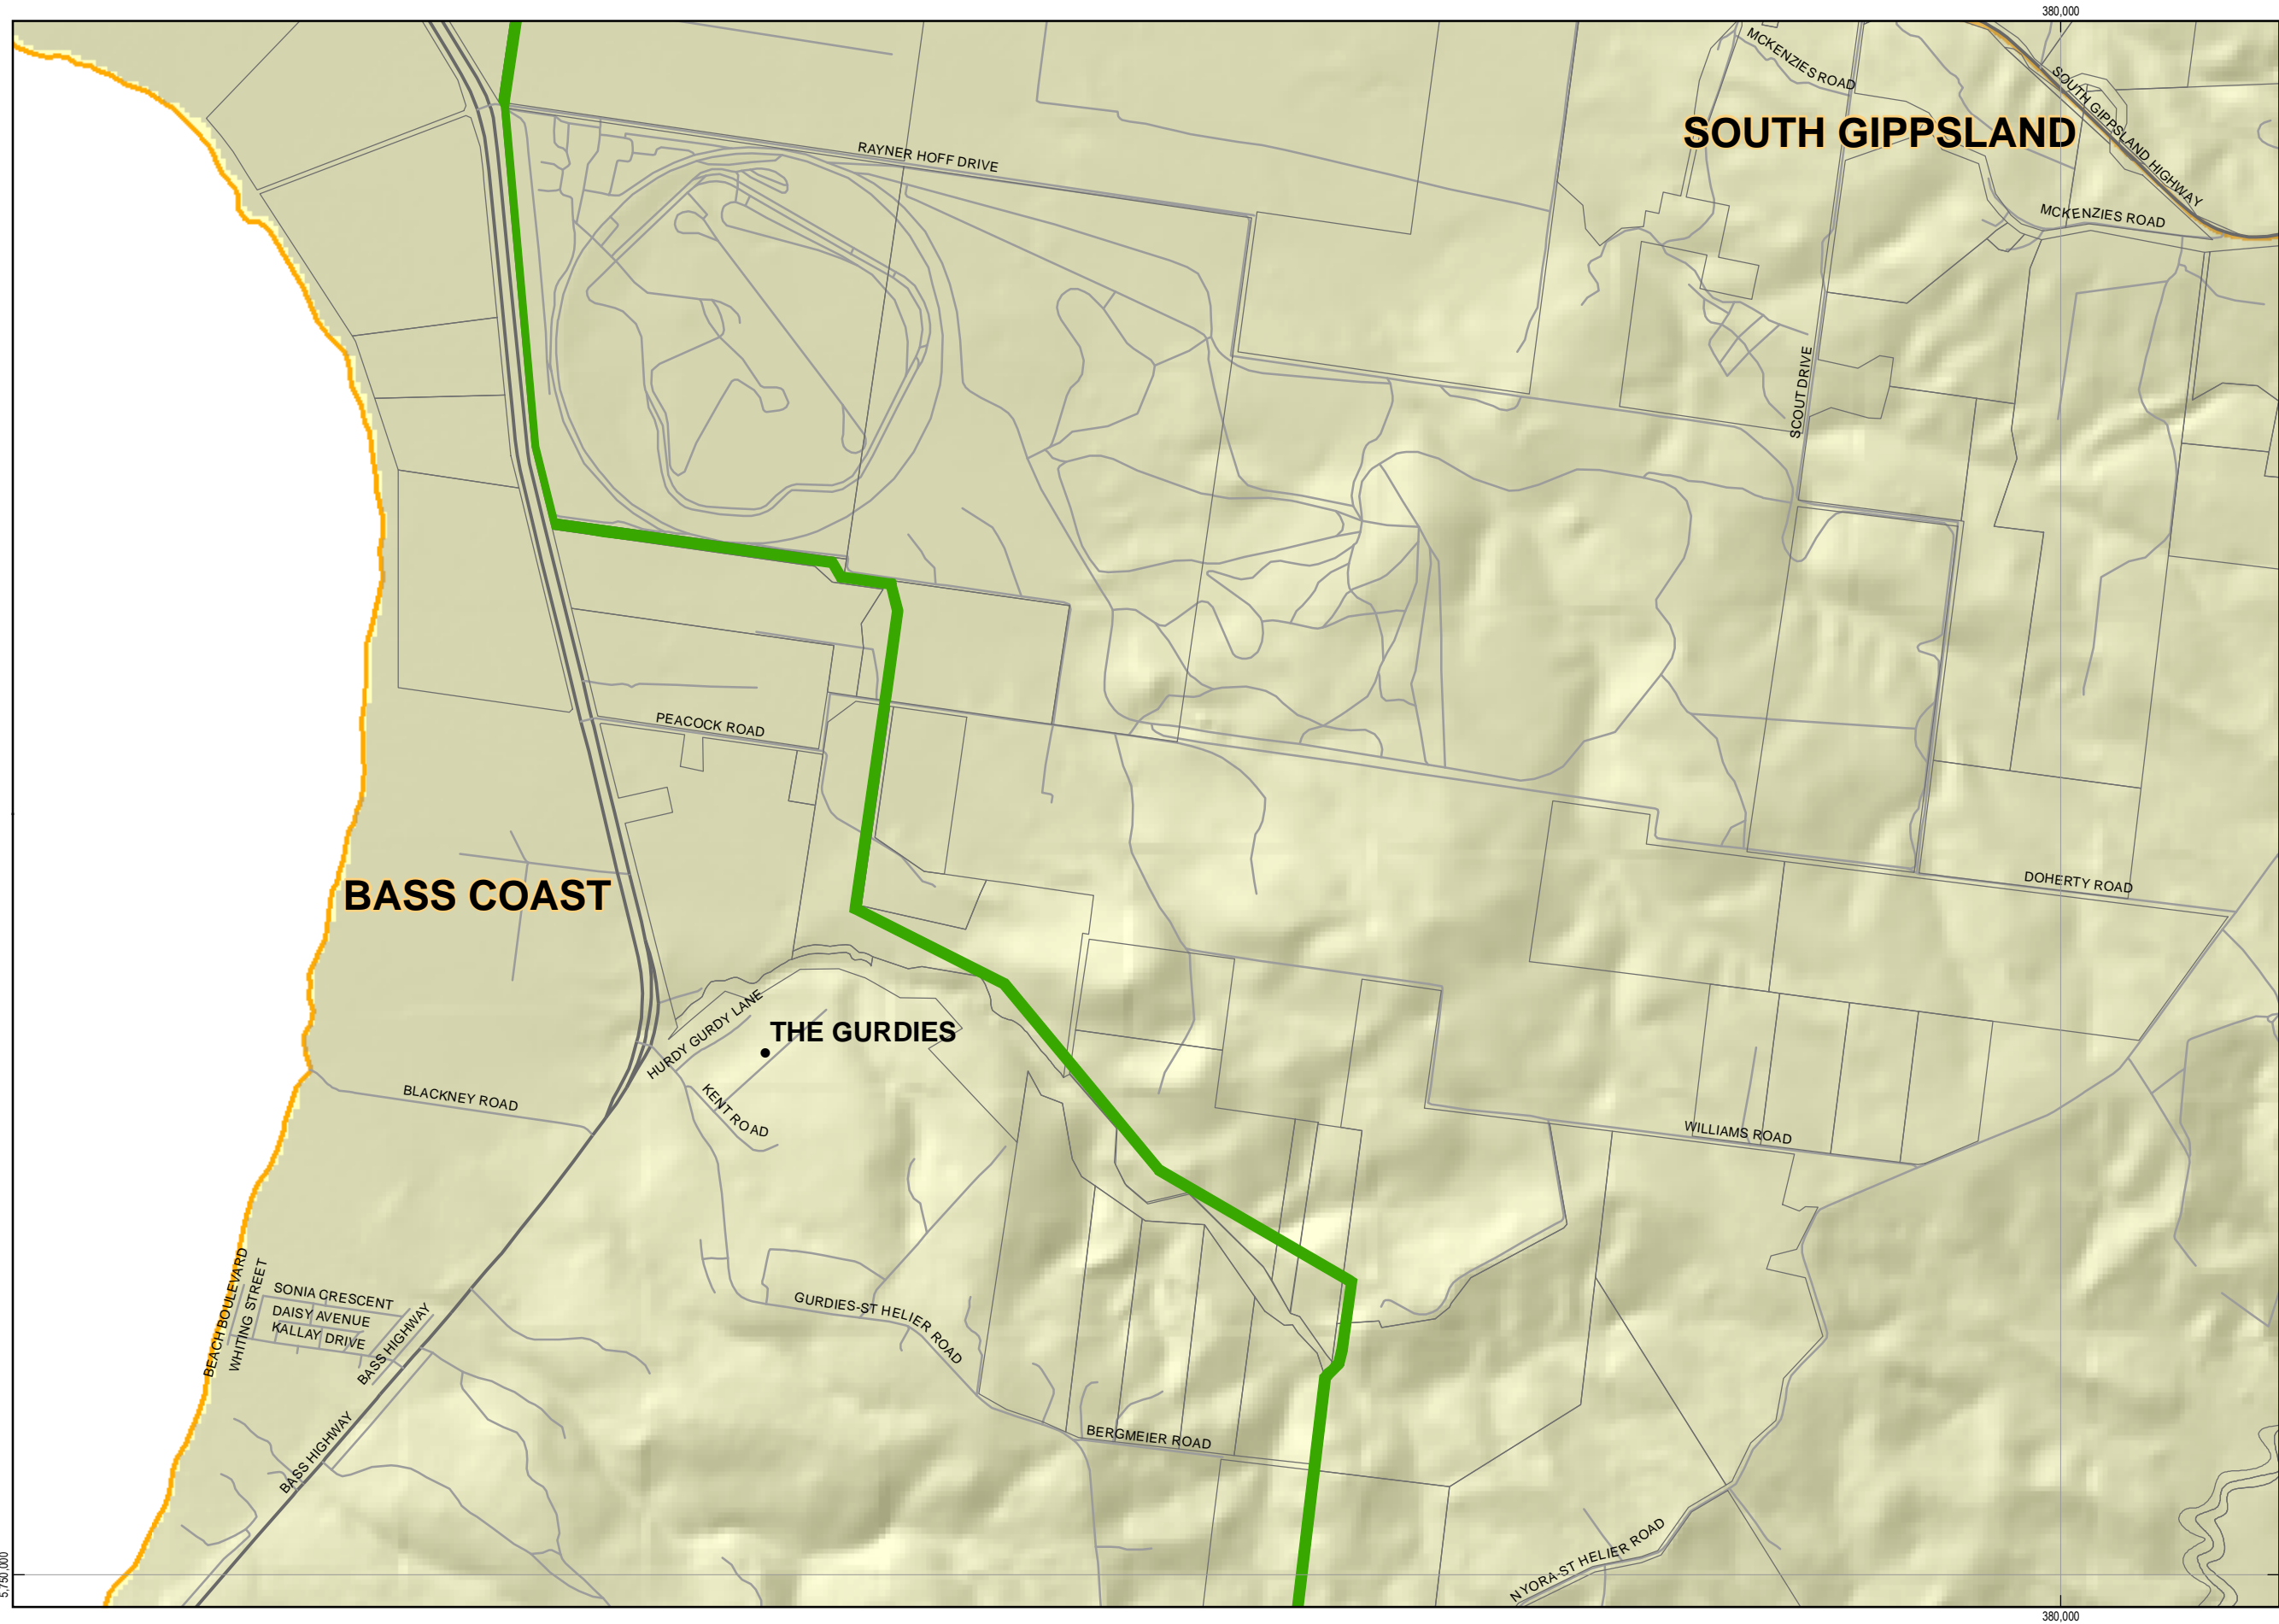 380,000
MCKENZIES ROAD
SOUTH GIPPSLAND HIGHWAY
SOUTH GIPPSLAND
RAYNER HOFF DRIVE
MCKENZIES ROAD
SCOUT DRIVE
PEACOCK ROAD
DOHERTY ROAD
BASS COAST
HURDY GURDY LANE
THE GURDIES
BLACKNEY ROAD
KENT ROAD
WILLIAMS ROAD
BEACH BOULEVARD
WHITING STREET
SONIA CRESCENT
DAISY AVENUE
KALLAY DRIVE
BASS HIGHWAY
GURDIES-ST HELIER ROAD
BASS HIGHWAY
BERGMEIER ROAD
NYORA-ST HELIER ROAD
5,750,000
380,000